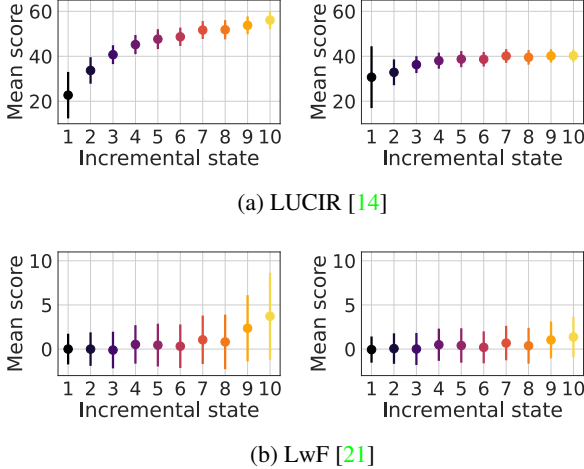 60
40
20
Mean score
1 2 3 4 5 6 7 8 9 10
Incremental state
60
40
20
Mean score
1 2 3 4 5 6 7 8 9 10
Incremental state
(a) LUCIR [14]
10
5
0
Mean score
1 2 3 4 5 6 7 8 9 10
Incremental state
10
5
0
Mean score
1 2 3 4 5 6 7 8 9 10
Incremental state
(b) LwF [21]